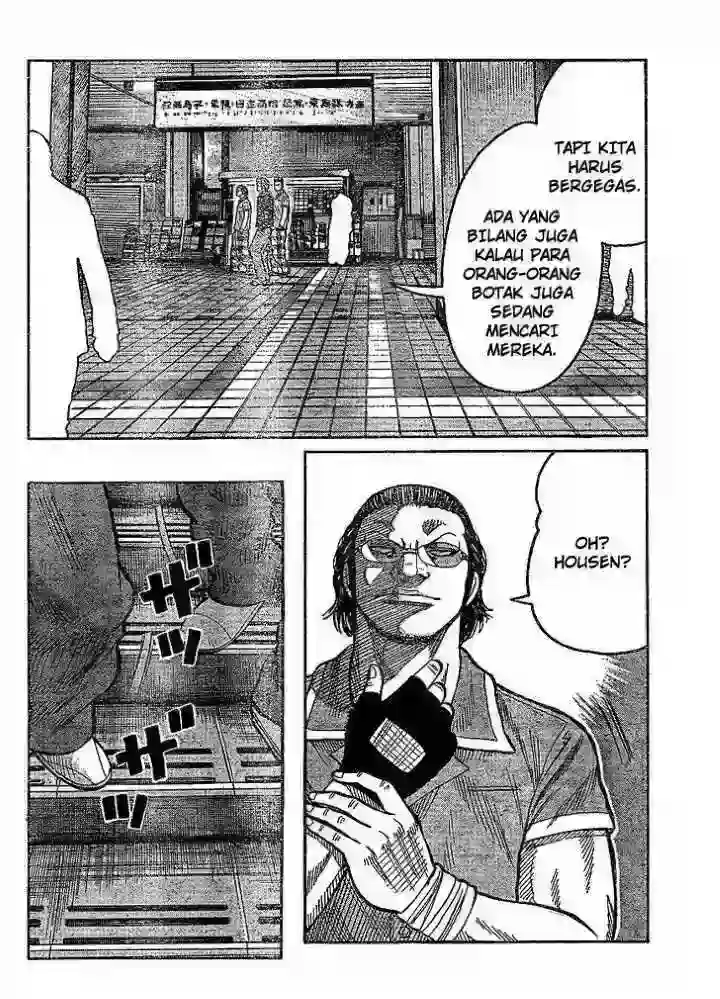 TAPI KITA
HARUS
BERGEGAS.
ADA YANG
BILANG JUGA
KALAU PARA
ORANG-ORANG
BOTAK JUGA
SEDANG
MENCARI
MEREKA.
OH?
HOUSEN?
ザッ
ザッ